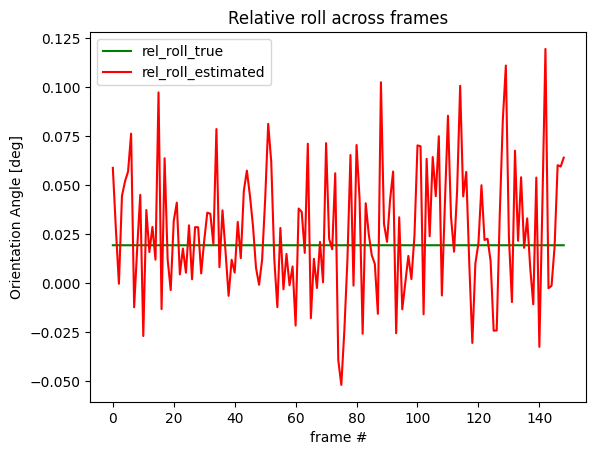 Relative roll across frames
rel_roll_true
rel_roll_estimated
Orientation Angle [deg]
0.125
0.100
0.075
0.050
0.025
0.000
−0.025
−0.050
0 20 40 60 80 100 120 140
frame #